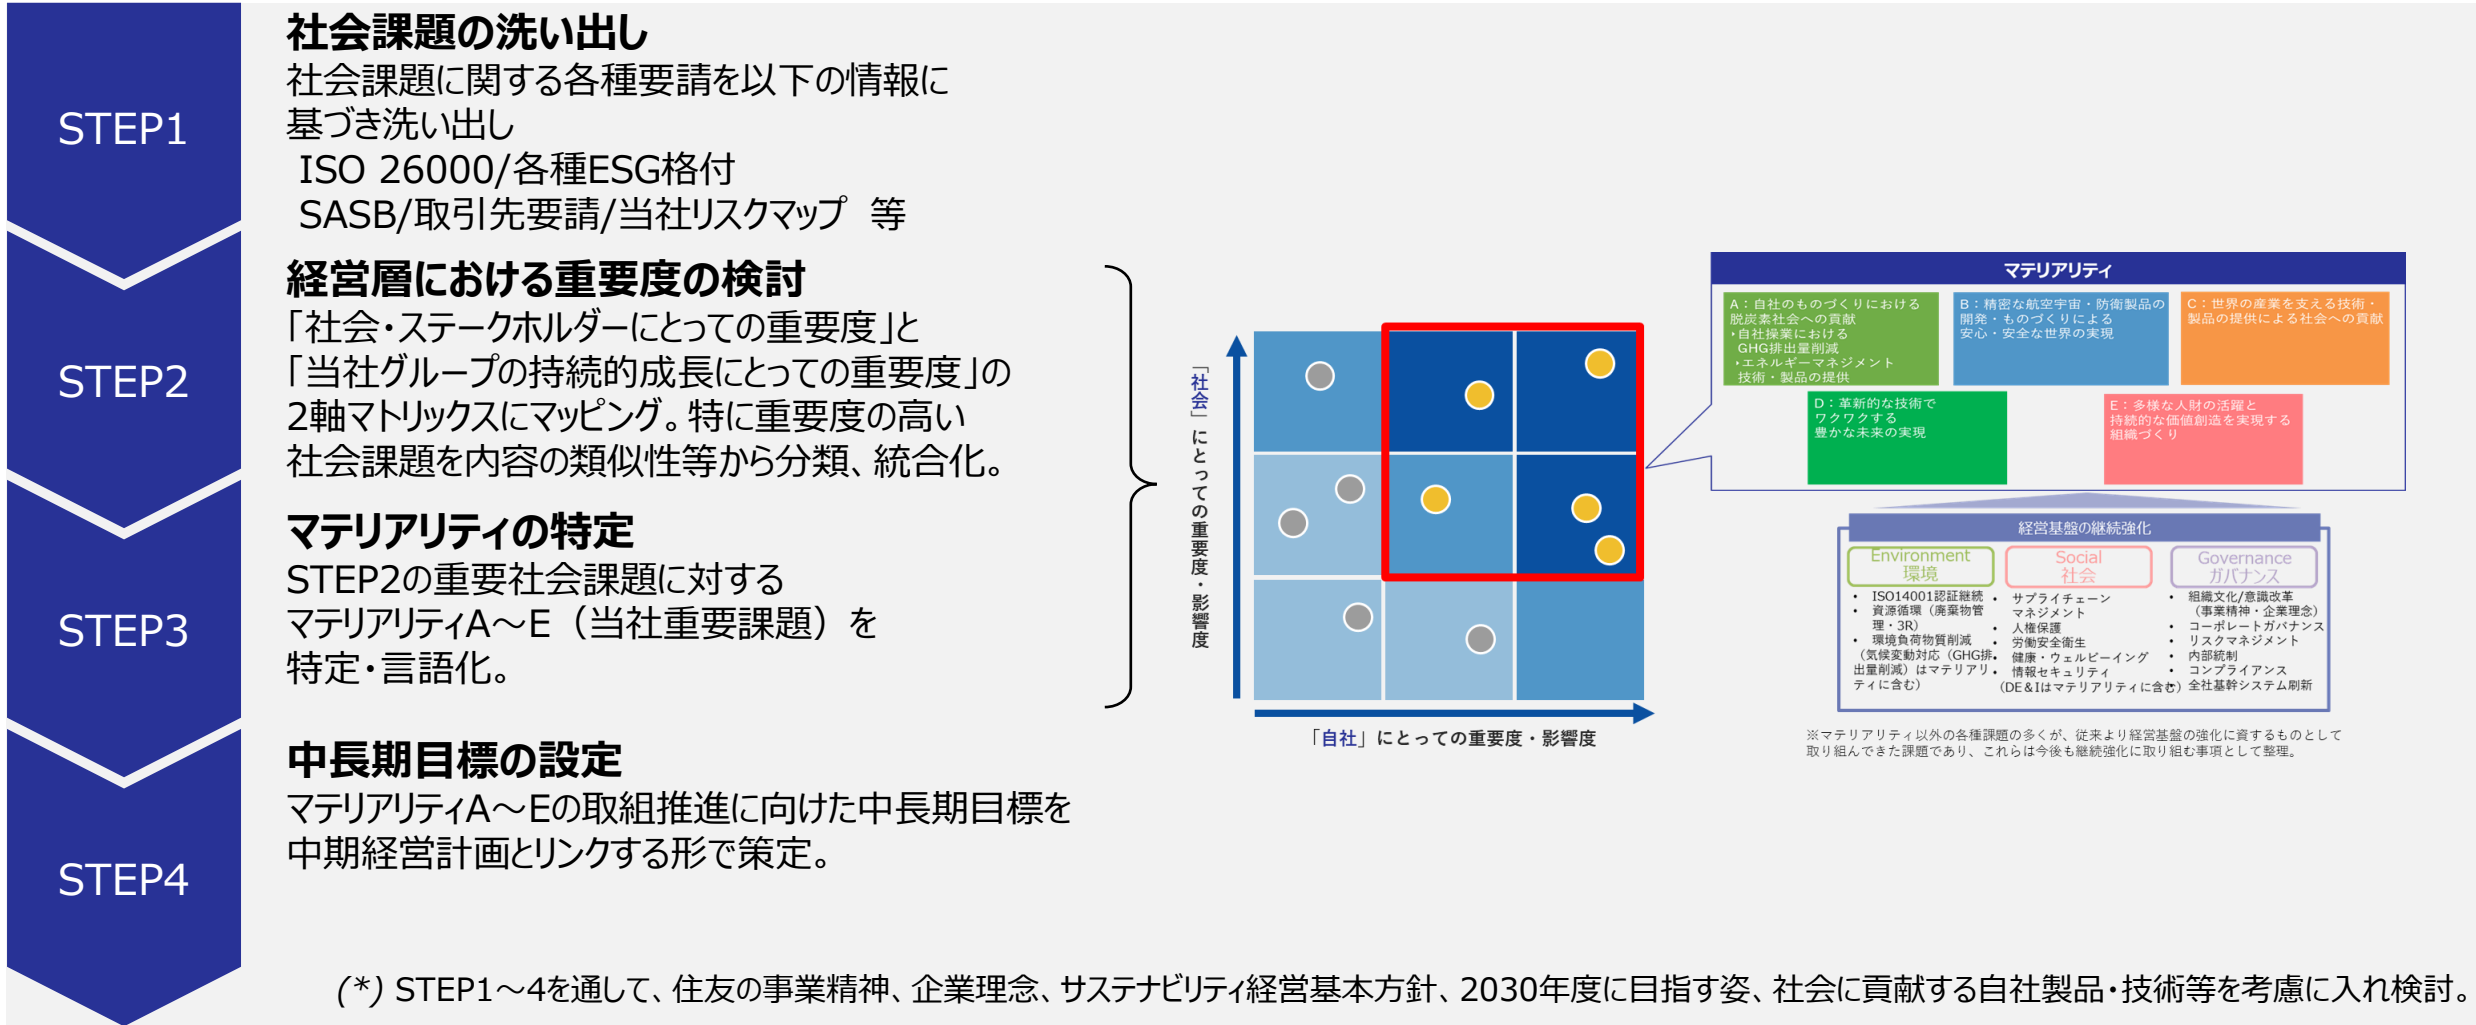 STEP1
社会課題の洗い出し
社会課題に関する各種要請を以下の情報に
基づき洗い出し
ISO 26000/各種ESG格付
SASB/取引先要請/当社リスクマップ 等
STEP2
経営層における重要度の検討
「社会・ステークホルダーにとっての重要度」と
「当社グループの持続的成長にとっての重要度」の
2軸マトリックスにマッピング。特に重要度の高い
社会課題を内容の類似性等から分類、統合化。
STEP3
マテリアリティの特定
STEP2の重要社会課題に対する
マテリアリティA～E（当社重要課題）を
特定・言語化。
STEP4
中長期目標の設定
マテリアリティA～Eの取組推進に向けた中長期目標を
中期経営計画とリンクする形で策定。
「社会」にとっての重要度・影響度
「自社」にとっての重要度・影響度
マテリアリティ
A：自社のものづくりにおける
脱炭素社会への貢献
‣自社操業における
GHG排出量削減
‣エネルギーマネジメント
技術・製品の提供
B：精密な航空宇宙・防衛製品の
開発・ものづくりによる
安心・安全な世界の実現
C：世界の産業を支える技術・
製品の提供による社会への貢献
D：革新的な技術で
ワクワクする
豊かな未来の実現
E：多様な人財の活躍と
持続的な価値創造を実現する
組織づくり
経営基盤の継続強化
Environment
環境
• ISO14001認証継続
• 資源循環（廃棄物管
理・3R）
• 環境負荷物質削減
（気候変動対応（GHG排
出量削減）はマテリアリ
ティに含む）
Social
社会
• サプライチェーン
マネジメント
• 人権保護
• 労働安全衛生
• 健康・ウェルビーイング
• 情報セキュリティ
（DE&Iはマテリアリティに含む）
Governance
ガバナンス
• 組織文化/意識改革
（事業精神・企業理念）
• コーポレートガバナンス
• リスクマネジメント
• 内部統制
• コンプライアンス
• 全社基幹システム刷新
※マテリアリティ以外の各種課題の多くが、従来より経営基盤の強化に資するものとして
取り組んできた課題であり、これらは今後も継続強化に取り組む事項として整理。
(*) STEP1～4を通して、住友の事業精神、企業理念、サステナビリティ経営基本方針、2030年度に目指す姿、社会に貢献する自社製品・技術等を考慮に入れ検討。